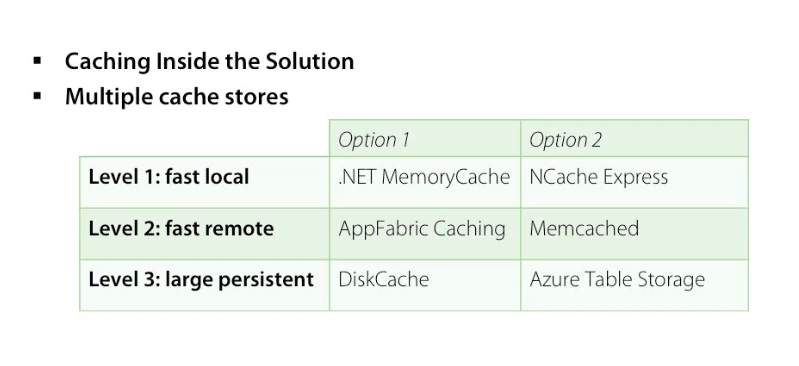 ▪ Caching Inside the Solution
▪ Multiple cache stores
Option 1 Option 2
Level 1: fast local .NET MemoryCache NCache Express
Level 2: fast remote AppFabric Caching Memcached
Level 3: large persistent DiskCache Azure Table Storage